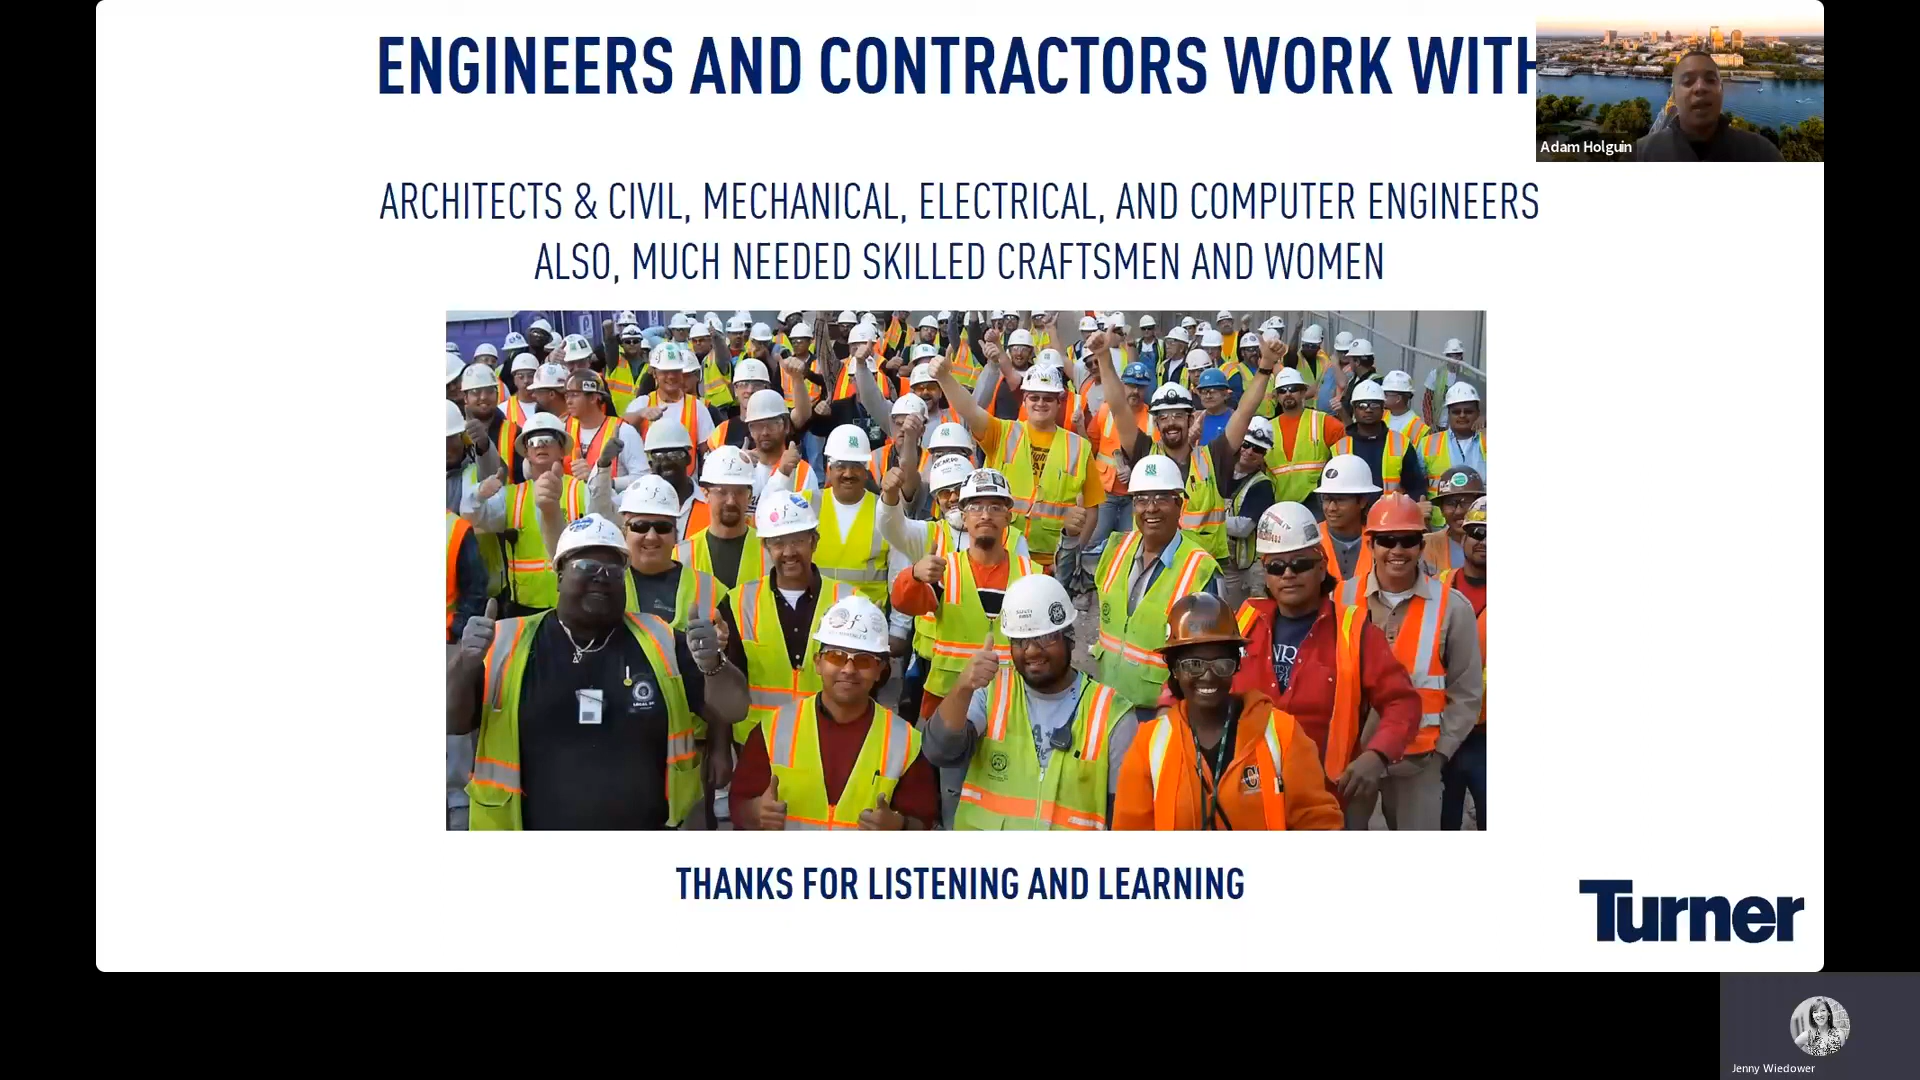 ENGINEERS AND CONTRACTORS WORK WITH
Adam Holguin
ARCHITECTS & CIVIL, MECHANICAL, ELECTRICAL, AND COMPUTER ENGINEERS
ALSO, MUCH NEEDED SKILLED CRAFTSMEN AND WOMEN
THANKS FOR LISTENING AND LEARNING
Turner
Jenny Wiedower